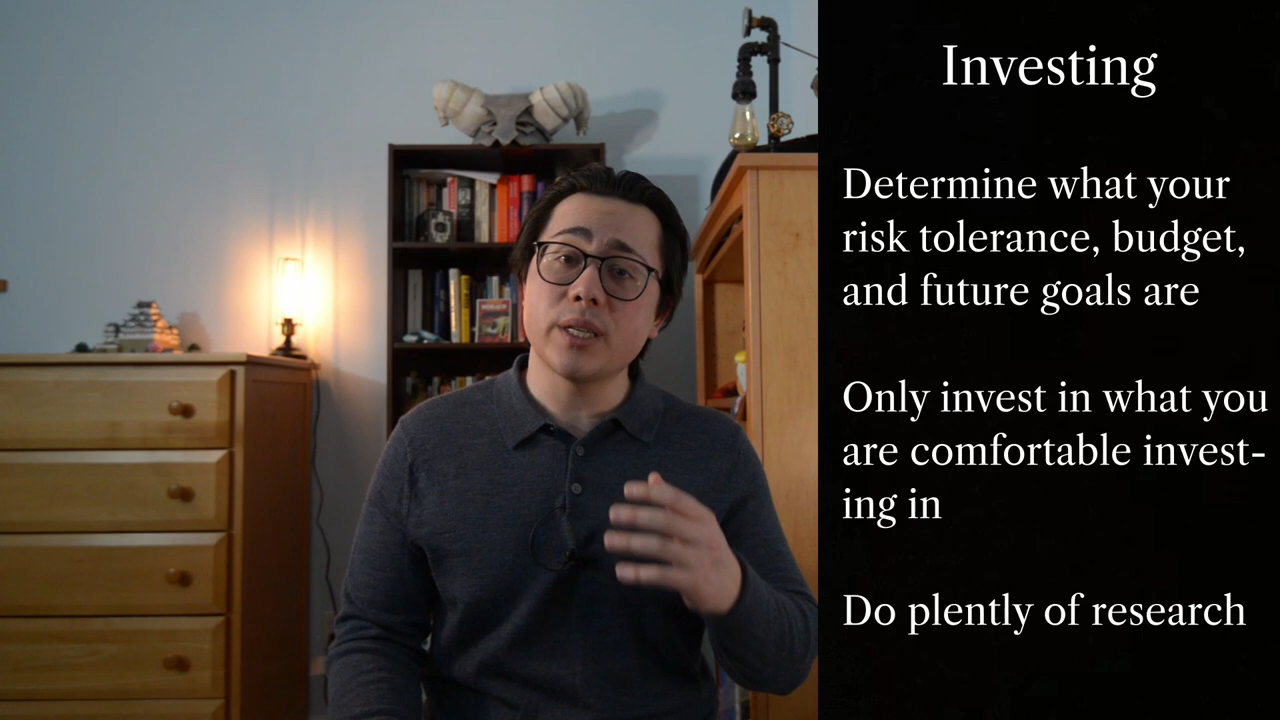 Investing
Determine what your
risk tolerance, budget,
and future goals are
Only invest in what you
are comfortable invest-
ing in
Do plently of research